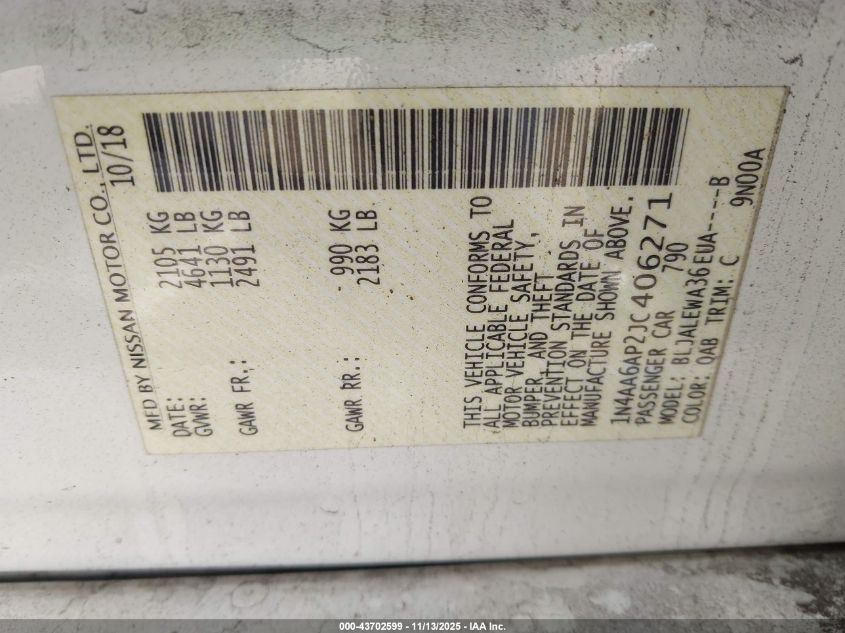 MFD BY NISSAN MOTOR CO., LTD.
DATE: 10/18
GVWR: 2105 KG
4641 LB
GAWR FR.,: 1130 KG
2491 LB
GAWR RR.: 990 KG
2183 LB
THIS VEHICLE CONFORMS TO
ALL APPLICABLE FEDERAL
MOTOR VEHICLE SAFETY,
BUMPER, AND THEFT
PREVENTION STANDARDS IN
EFFECT ON THE DATE OF
MANUFACTURE SHOWN ABOVE.
1N4AA6AP2JC406271
PASSENGER CAR 790
MODEL: BLJALEWA36EUA----B
COLOR: QAB TRIM: C 9N00A
000-43702599 - 11/13/2025 - IAA Inc.